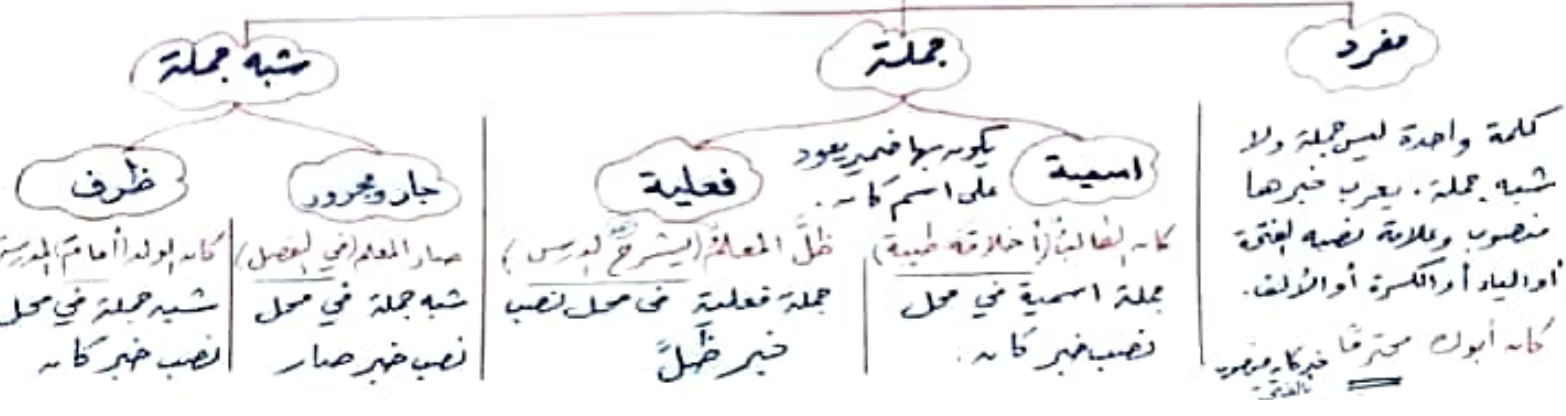 مفرد
كلمة واحدة ليس جملة ولا
شبه جملة. يعرب خبرها
منصوب وعلامة نصبه الفتحة
أو الياء أو الكسرة أو الألف.
كان أبوك محترمًا خبر كان منصوب
بالفتحة
جملة
اسمية
يكون بها ضمير يعود
على اسم كان.
كان الطالبُ (أخلاقه طيبة)
جملة اسمية في محل
نصب خبر كان.
فعلية
ظلَّ المعلمُ (يشرحُ الدرس)
جملة فعلية في محل نصب
خبر ظلَّ
شبه جملة
جار ومجرور
صار المعلم (في الفصل)
شبه جملة في محل
نصب خبر صار
ظرف
كان الولد (أمامَ المدرسة
شبه جملة في محل
نصب خبر كان